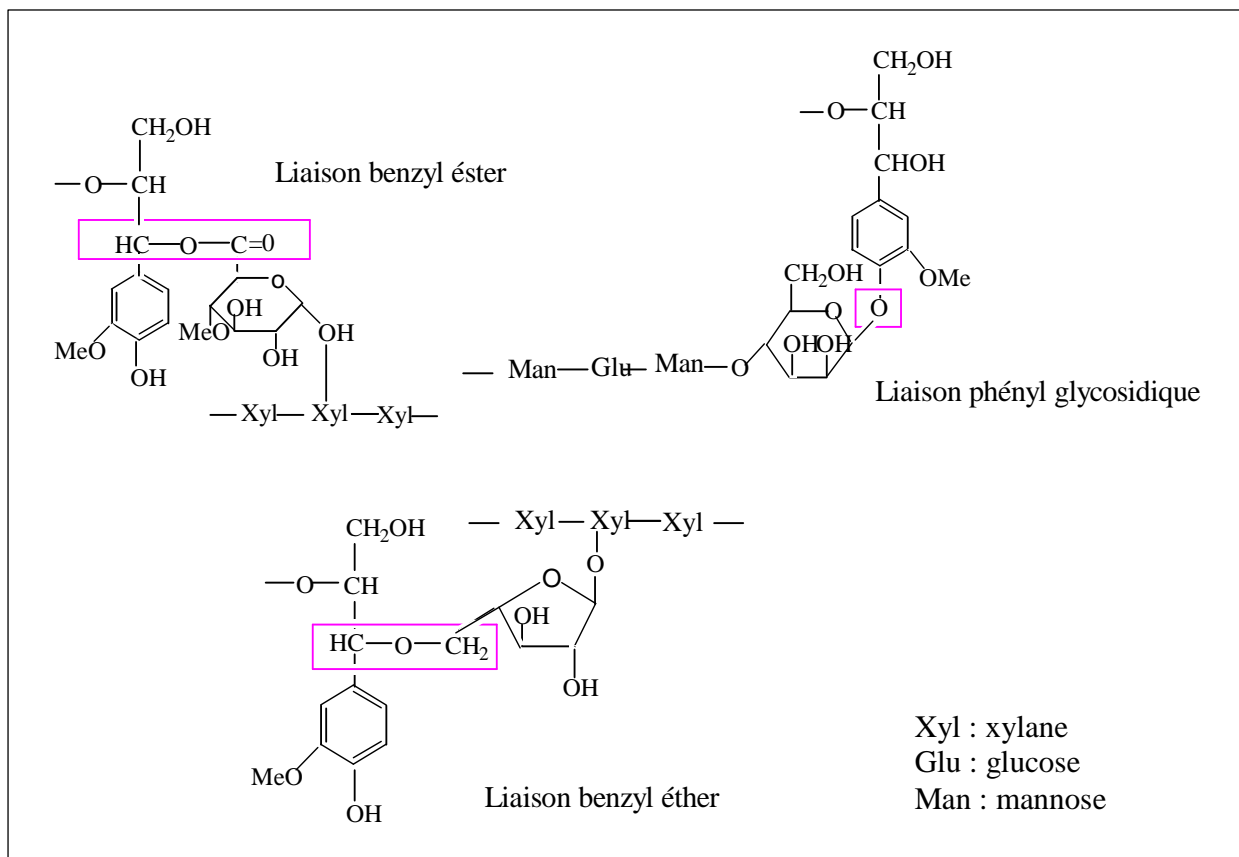 CH2OH
O CH
HC O C=0
O
OH
MeO
OH
OH
MeO
OH
Xyl Xyl Xyl
Liaison benzyl éster
CH2OH
O CH
CHOH
OMe
CH2OH
O
O
OH OH
Man Glu Man O
Liaison phényl glycosidique
Xyl Xyl Xyl
O
CH2OH
O CH
O
OH
HC O CH2
OH
MeO
OH
Liaison benzyl éther
Xyl : xylane
Glu : glucose
Man : mannose